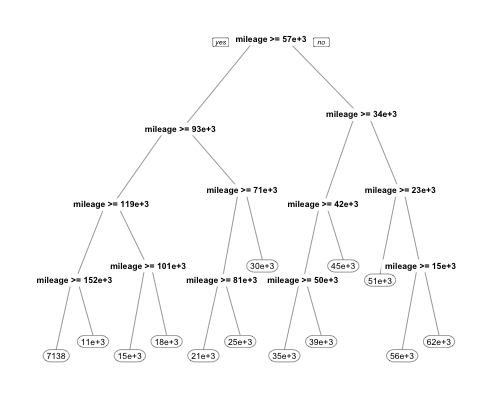 yes mileage >= 57e+3 no
mileage >= 34e+3
mileage >= 93e+3
mileage >= 71e+3 mileage >= 23e+3
mileage >= 119e+3 mileage >= 42e+3
mileage >= 101e+3 30e+3 45e+3 mileage >= 15e+3
mileage >= 152e+3 mileage >= 81e+3 mileage >= 50e+3 51e+3
11e+3 18e+3 25e+3 39e+3 62e+3
7138 15e+3 21e+3 35e+3 56e+3